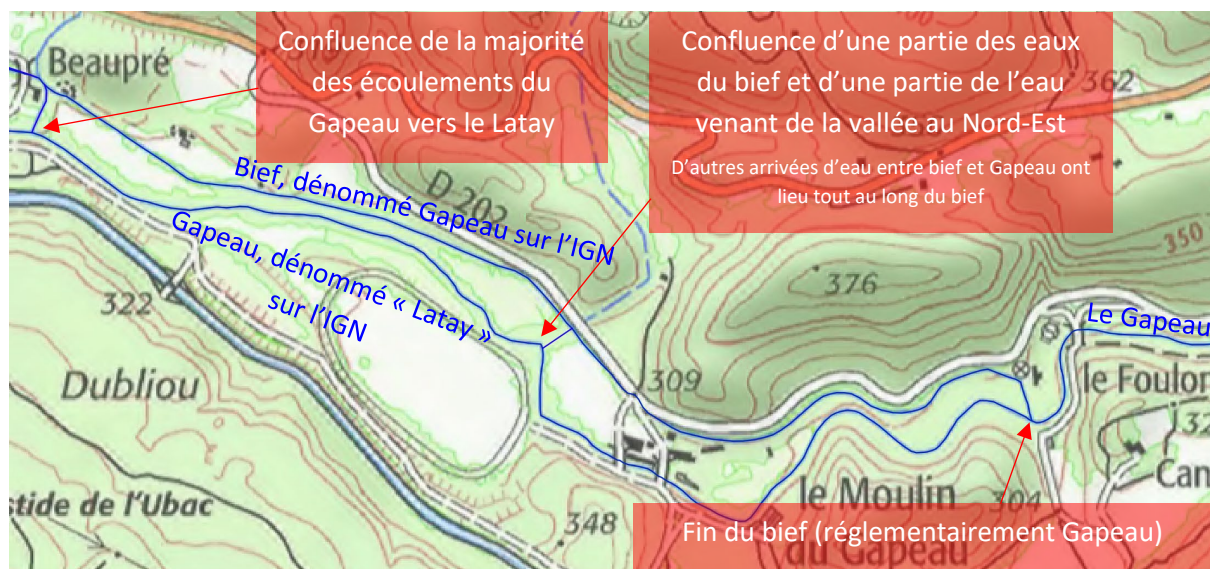 Confluence de la majorité
des écoulements du
Gapeau vers le Latay
Confluence d’une partie des eaux
du bief et d’une partie de l’eau
venant de la vallée au Nord-Est
D’autres arrivées d’eau entre bief et Gapeau ont
lieu tout au long du bief
Beaupré
362
Bief, dénommé Gapeau sur l’IGN
D 202
350
Gapeau, dénommé « Latay »
sur l’IGN
376
322
Le Gapeau
Dubliou
309
le Foulon
32
Can
stide de l'Ubac
le Moulin
du Gapeau
304
348
Fin du bief (réglementairement Gapeau)